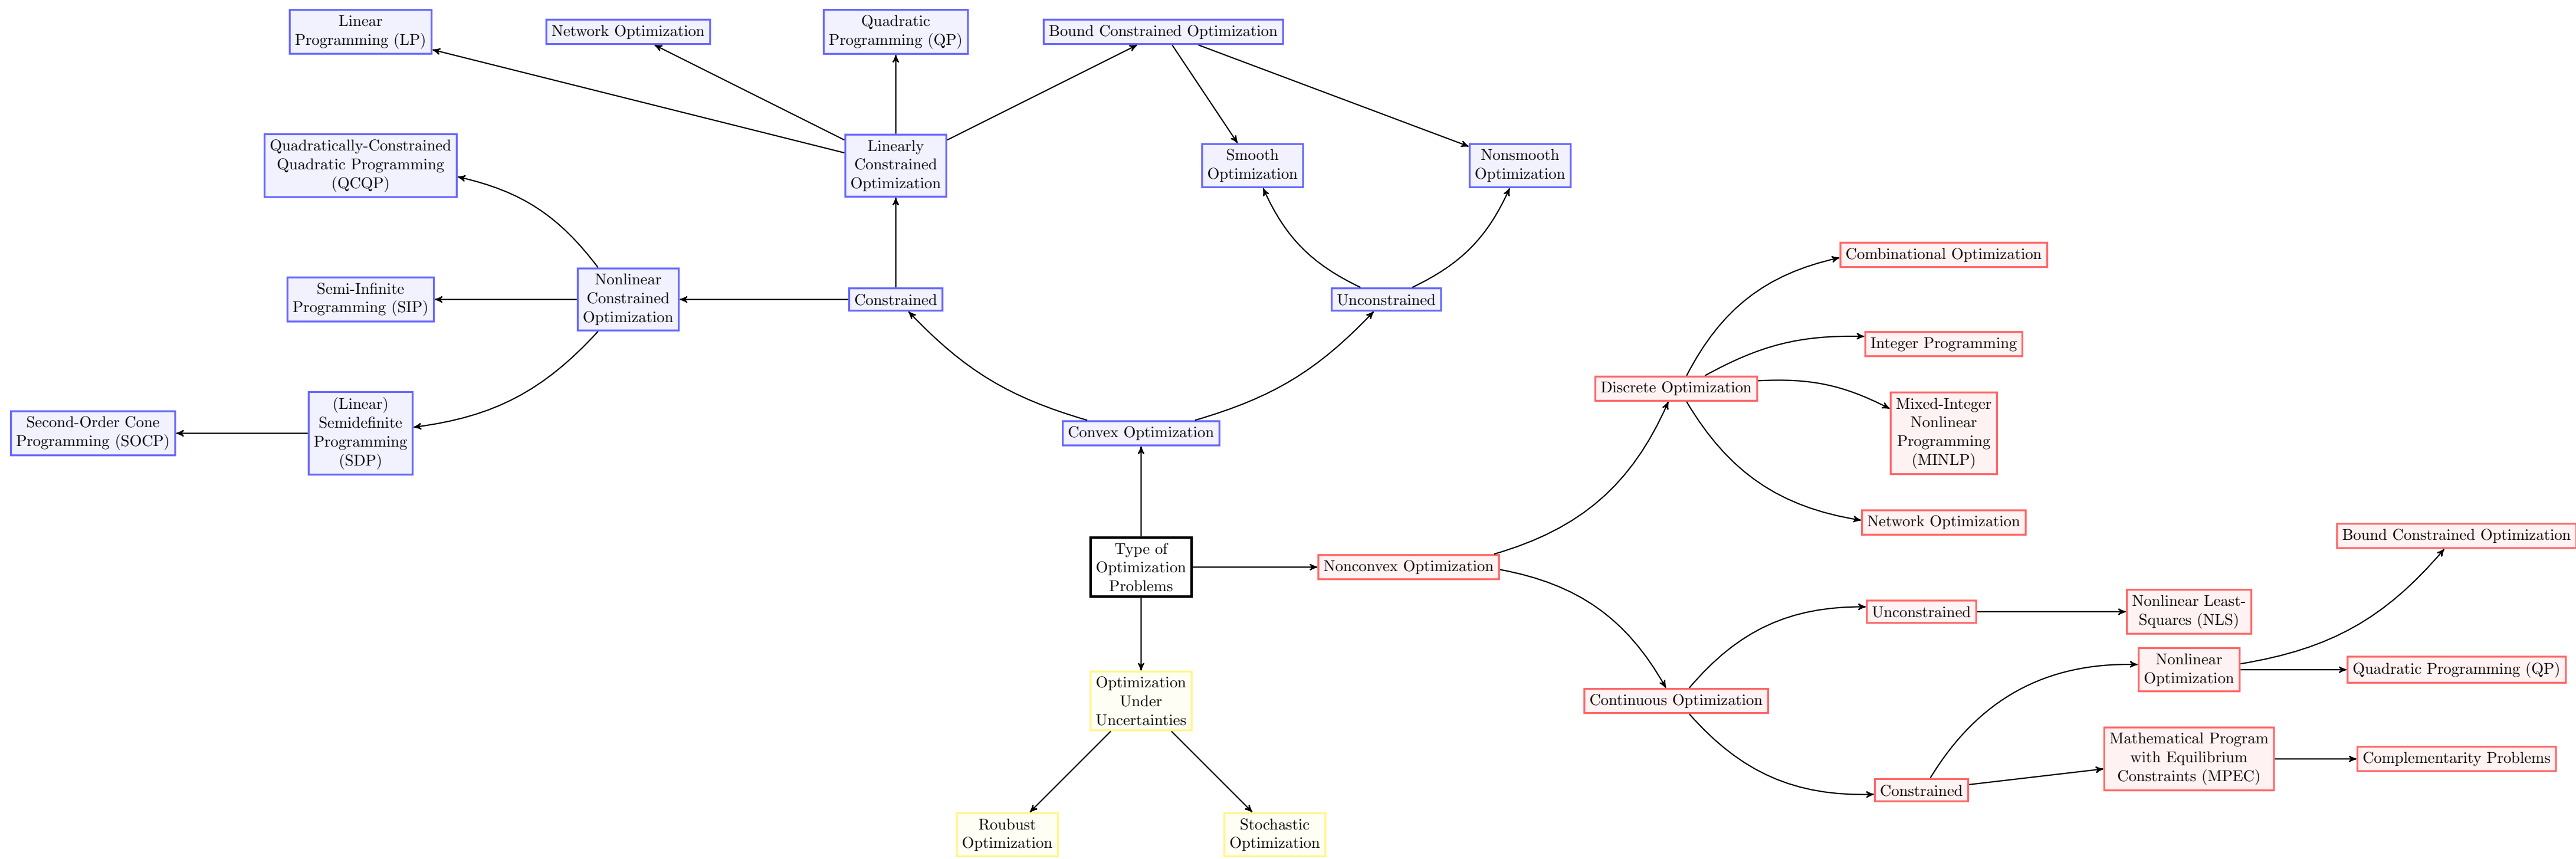 Linear
Programming (LP)
Network Optimization
Quadratic
Programming (QP)
Bound Constrained Optimization
Quadratically-Constrained
Quadratic Programming
(QCQP)
Linearly
Constrained
Optimization
Smooth
Optimization
Nonsmooth
Optimization
Combinational Optimization
Semi-Infinite
Programming (SIP)
Nonlinear
Constrained
Optimization
Constrained
Unconstrained
Integer Programming
Discrete Optimization
Second-Order Cone
Programming (SOCP)
(Linear)
Semidefinite
Programming
(SDP)
Convex Optimization
Mixed-Integer
Nonlinear
Programming
(MINLP)
Network Optimization
Bound Constrained Optimization
Type of
Optimization
Problems
Nonconvex Optimization
Unconstrained
Nonlinear Least-
Squares (NLS)
Nonlinear
Optimization
Quadratic Programming (QP)
Optimization
Under
Uncertainties
Continuous Optimization
Mathematical Program
with Equilibrium
Constraints (MPEC)
Complementarity Problems
Constrained
Roubust
Optimization
Stochastic
Optimization